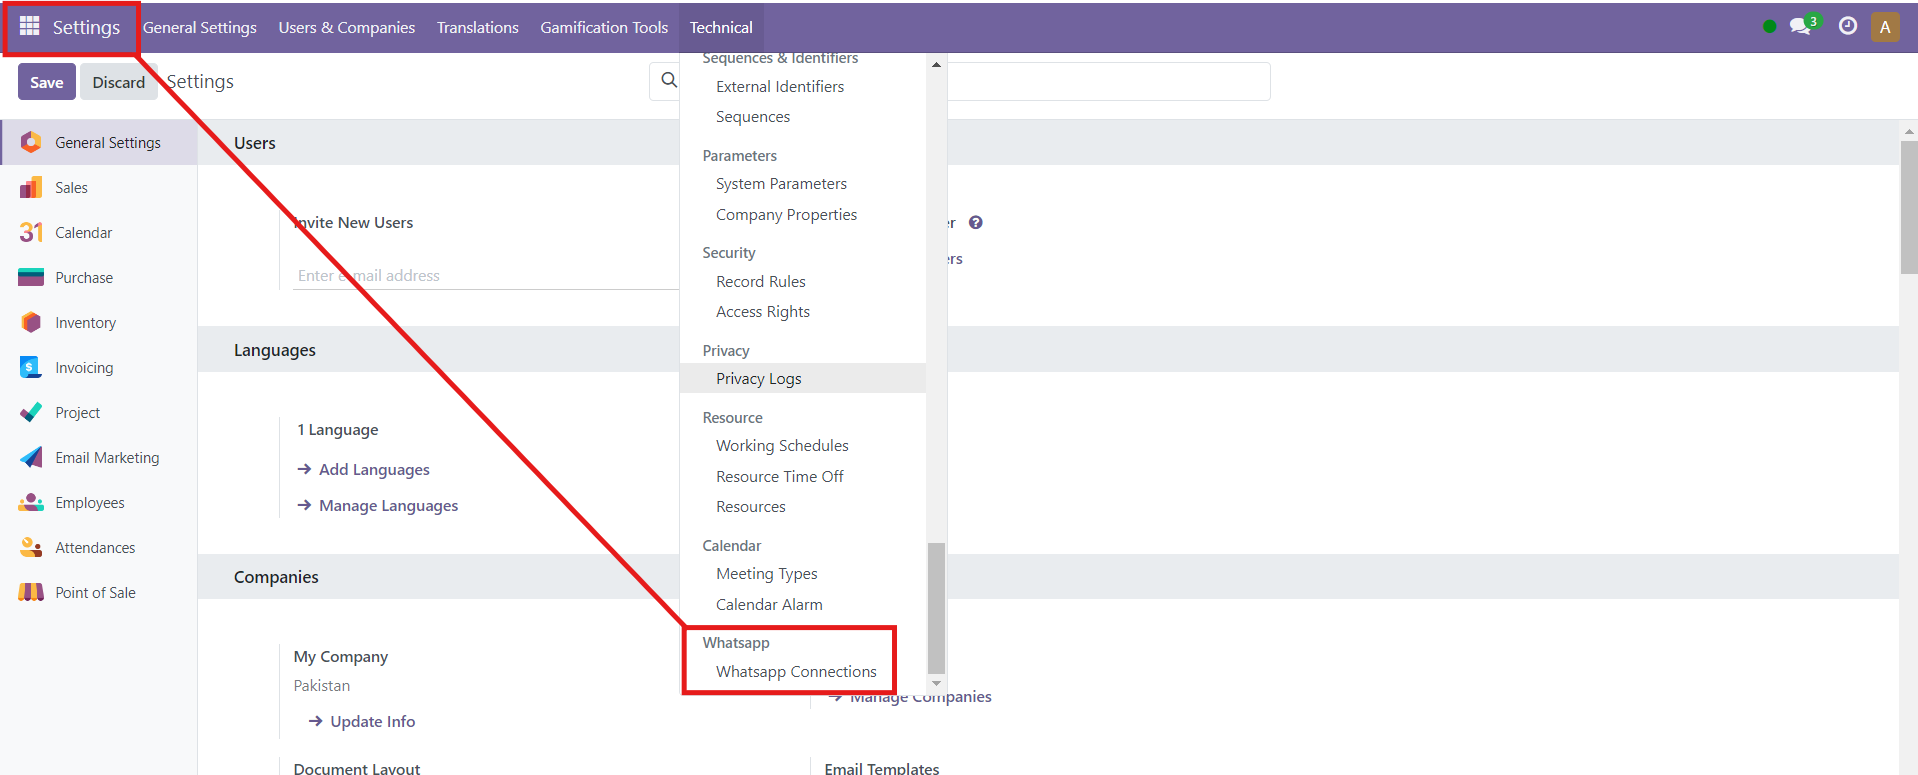 Settings
General Settings
Users & Companies
Translations
Gamification Tools
Technical
3
A
Save
Discard
Settings
General Settings
Sales
31 Calendar
Purchase
Inventory
$ Invoicing
Project
Email Marketing
Employees
Attendances
Point of Sale
Users
Invite New Users
Enter e-mail address
Languages
1 Language
Add Languages
Manage Languages
Companies
My Company
Pakistan
Update Info
Document Layout
Sequences & Identifiers
External Identifiers
Sequences
Parameters
System Parameters
Company Properties
Security
Record Rules
Access Rights
Privacy
Privacy Logs
Resource
Working Schedules
Resource Time Off
Resources
Calendar
Meeting Types
Calendar Alarm
Whatsapp
Whatsapp Connections
er ?
ers
Manage Companies
Email Templates